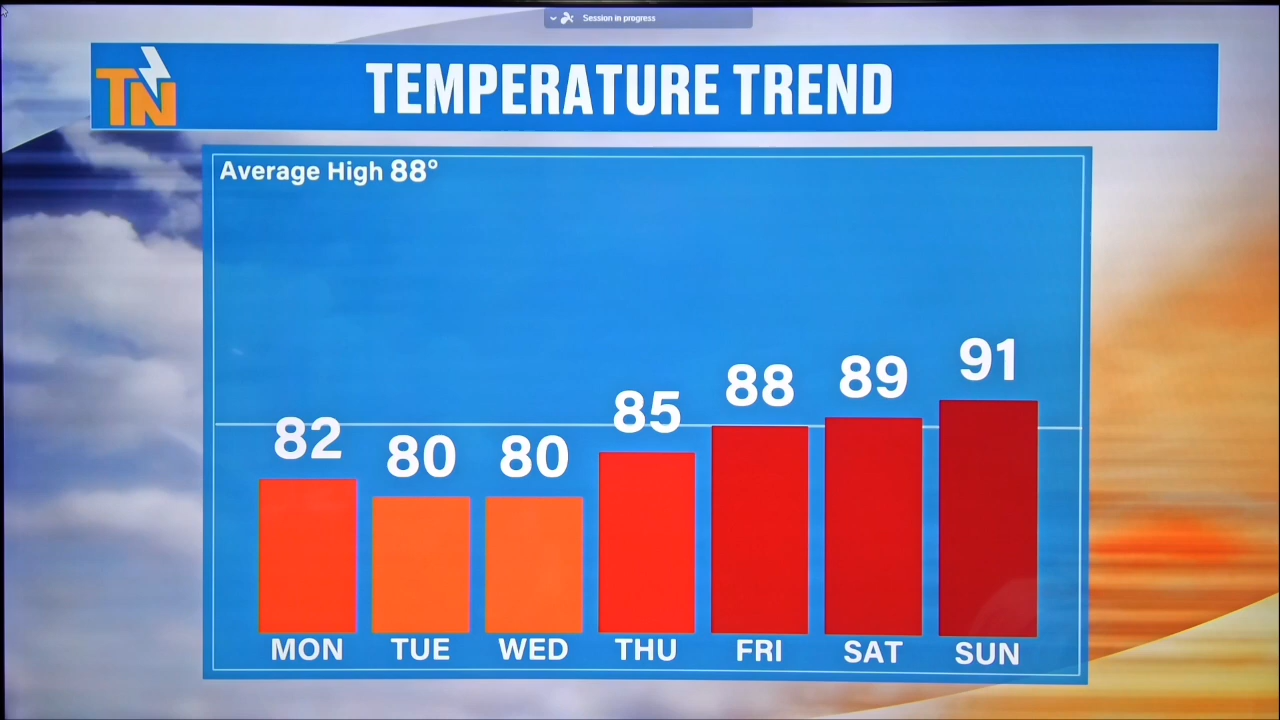 Session in progress
TN
TEMPERATURE TREND
Average High 88°
82 80 80 85 88 89 91
MON TUE WED THU FRI SAT SUN